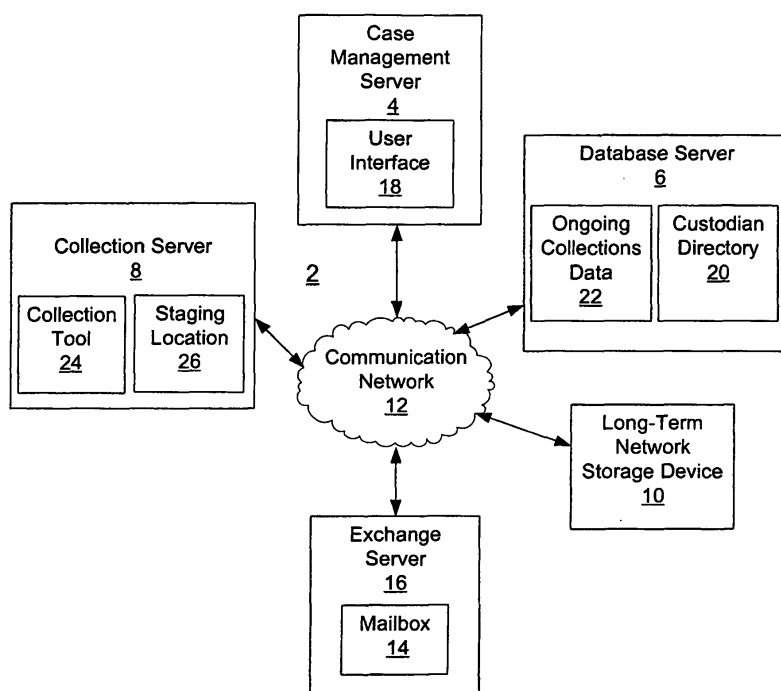 Case
Management
Server
4
User
Interface
18
Database Server
6
Ongoing
Collections
Data
22
Custodian
Directory
20
Collection Server
8
Collection
Tool
24
Staging
Location
26
2
Communication
Network
12
Long-Term
Network
Storage Device
10
Exchange
Server
16
Mailbox
14